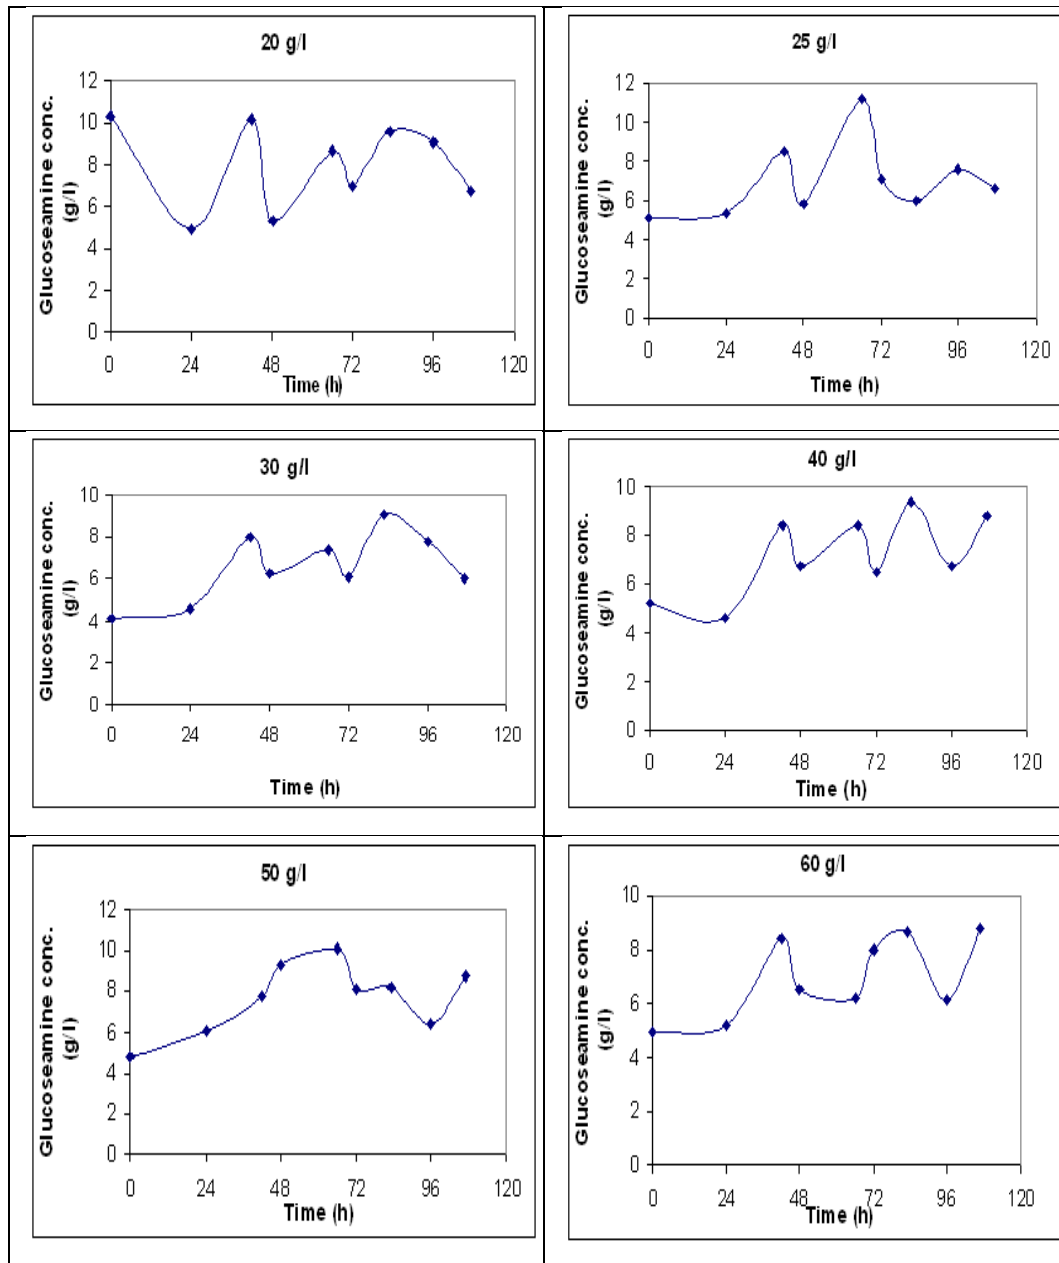 20 g/l
Glucoseamine conc.
(g/l)
12
10
8
6
4
2
0
0 24 48 72 96 120
Time (h)
25 g/l
Glucoseamine conc.
(g/l)
12
10
8
6
4
2
0
0 24 48 72 96 120
Time (h)
30 g/l
Glucoseamine conc.
(g/l)
10
8
6
4
2
0
0 24 48 72 96 120
Time (h)
40 g/l
Glucoseamine conc.
(g/l)
10
8
6
4
2
0
0 24 48 72 96 120
Time (h)
50 g/l
Glucoseamine conc.
(g/l)
12
10
8
6
4
2
0
0 24 48 72 96 120
Time (h)
60 g/l
Glucoseamine conc.
(g/l)
10
8
6
4
2
0
0 24 48 72 96 120
Time (h)